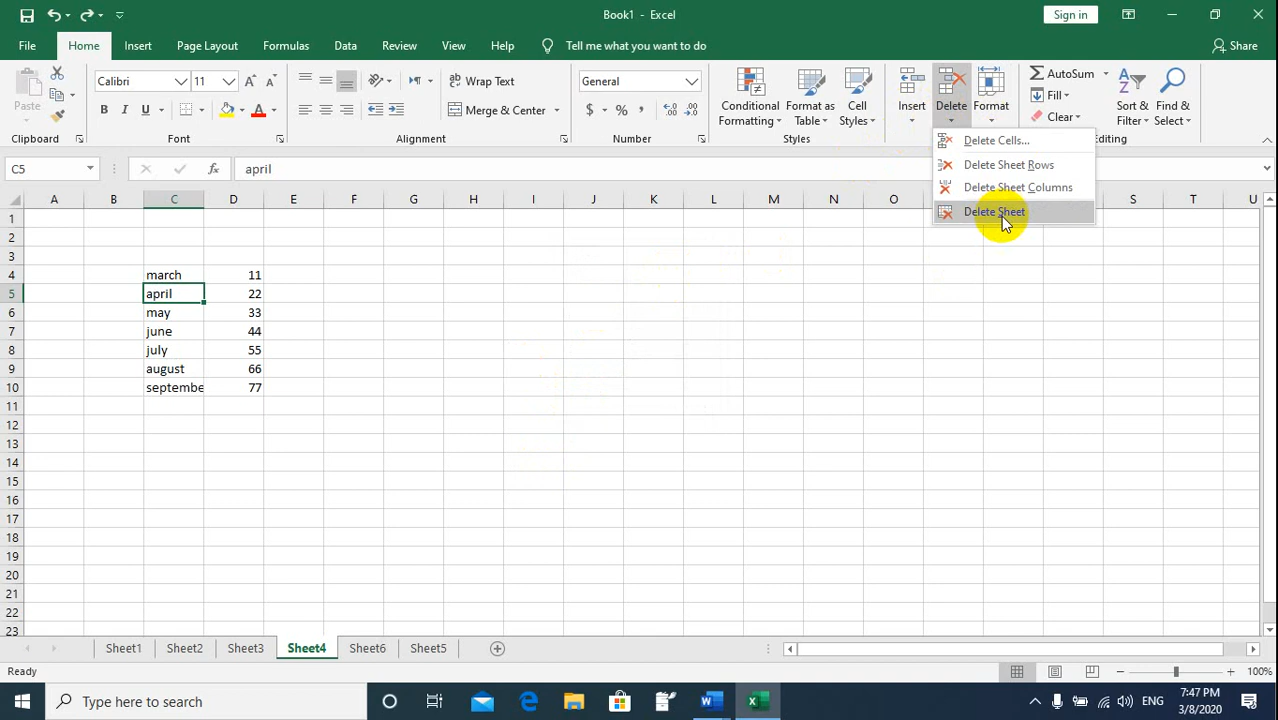 Book1 - Excel
Sign in
File Home Insert Page Layout Formulas Data Review View Help Tell me what you want to do Share
Paste
Calibri 11
B I U
A A
Wrap Text
Merge & Center
General
$ % ,
Conditional Formatting
Format as Table
Cell Styles
Insert Delete Format
AutoSum
Fill
Clear
Sort & Filter
Find & Select
Clipboard Font Alignment Number Styles Editing
Delete Cells...
Delete Sheet Rows
Delete Sheet Columns
Delete Sheet
C5 fx april
A B C D E F G H I J K L M N O S T U
1
2
3
4 march 11
5 april 22
6 may 33
7 june 44
8 july 55
9 august 66
10 septembe 77
11
12
13
14
15
16
17
18
19
20
21
22
23
Sheet1 Sheet2 Sheet3 Sheet4 Sheet6 Sheet5
Ready 100%
Type here to search
ENG
7:47 PM
3/8/2020